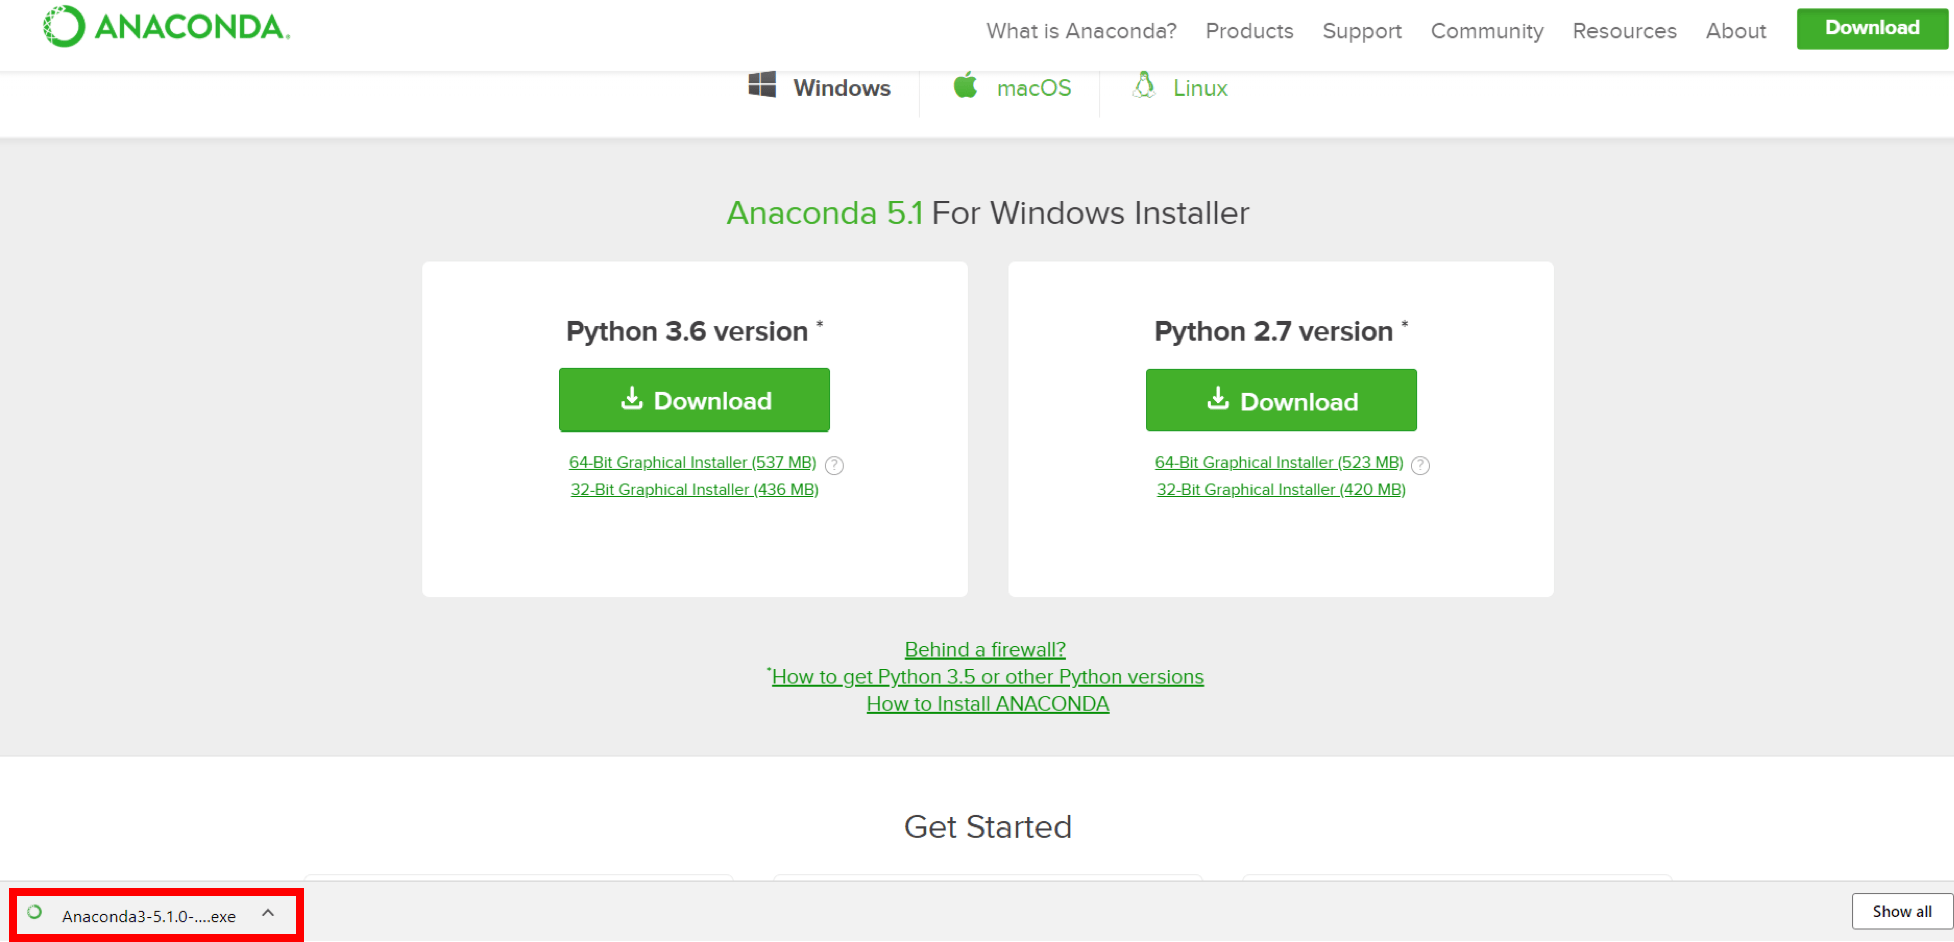 ANACONDA.
What is Anaconda? Products Support Community Resources About Download
Windows macOS Linux
Anaconda 5.1 For Windows Installer
Python 3.6 version *
Download
64-Bit Graphical Installer (537 MB) ?
32-Bit Graphical Installer (436 MB)
Python 2.7 version *
Download
64-Bit Graphical Installer (523 MB) ?
32-Bit Graphical Installer (420 MB)
Behind a firewall?
*How to get Python 3.5 or other Python versions
How to Install ANACONDA
Get Started
Anaconda3-5.1.0-....exe
Show all